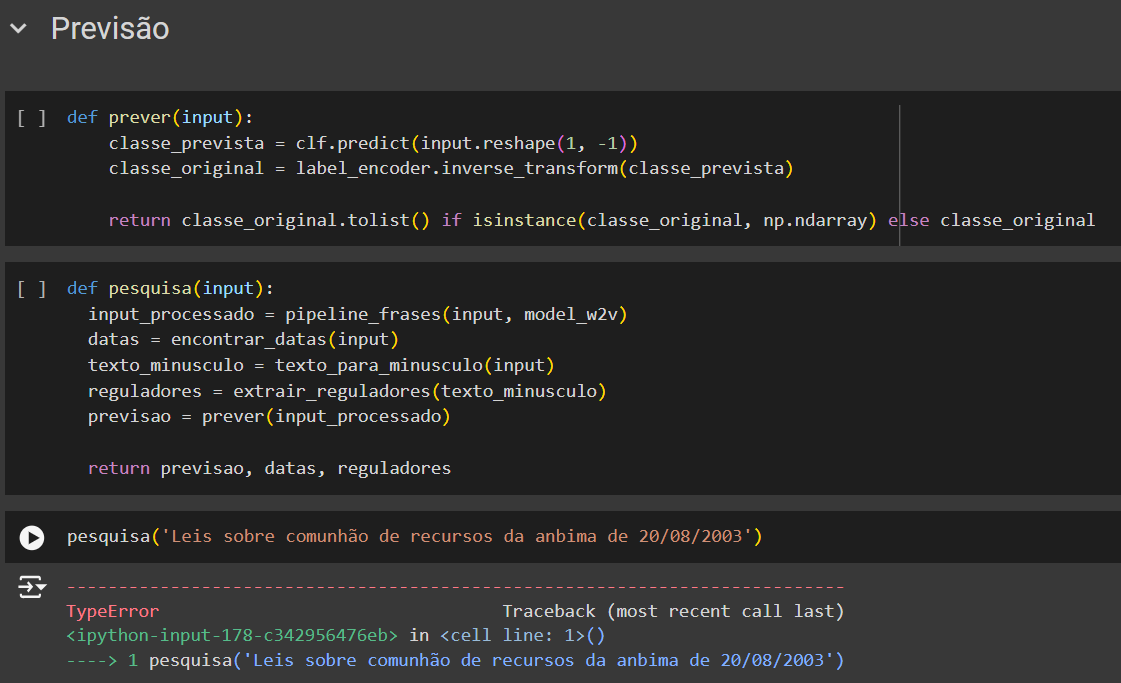 Previsão
[ ] def prever(input):
classe_prevista = clf.predict(input.reshape(1, -1))
classe_original = label_encoder.inverse_transform(classe_prevista)
return classe_original.tolist() if isinstance(classe_original, np.ndarray) else classe_original
[ ] def pesquisa(input):
input_processado = pipeline_frases(input, model_w2v)
datas = encontrar_datas(input)
texto_minusculo = texto_para_minusculo(input)
reguladores = extrair_reguladores(texto_minusculo)
previsao = prever(input_processado)
return previsao, datas, reguladores
pesquisa('Leis sobre comunhão de recursos da anbima de 20/08/2003')
---------------------------------------------------------------------------
TypeError Traceback (most recent call last)
<ipython-input-178-c342956476eb> in <cell line: 1>()
----> 1 pesquisa('Leis sobre comunhão de recursos da anbima de 20/08/2003')